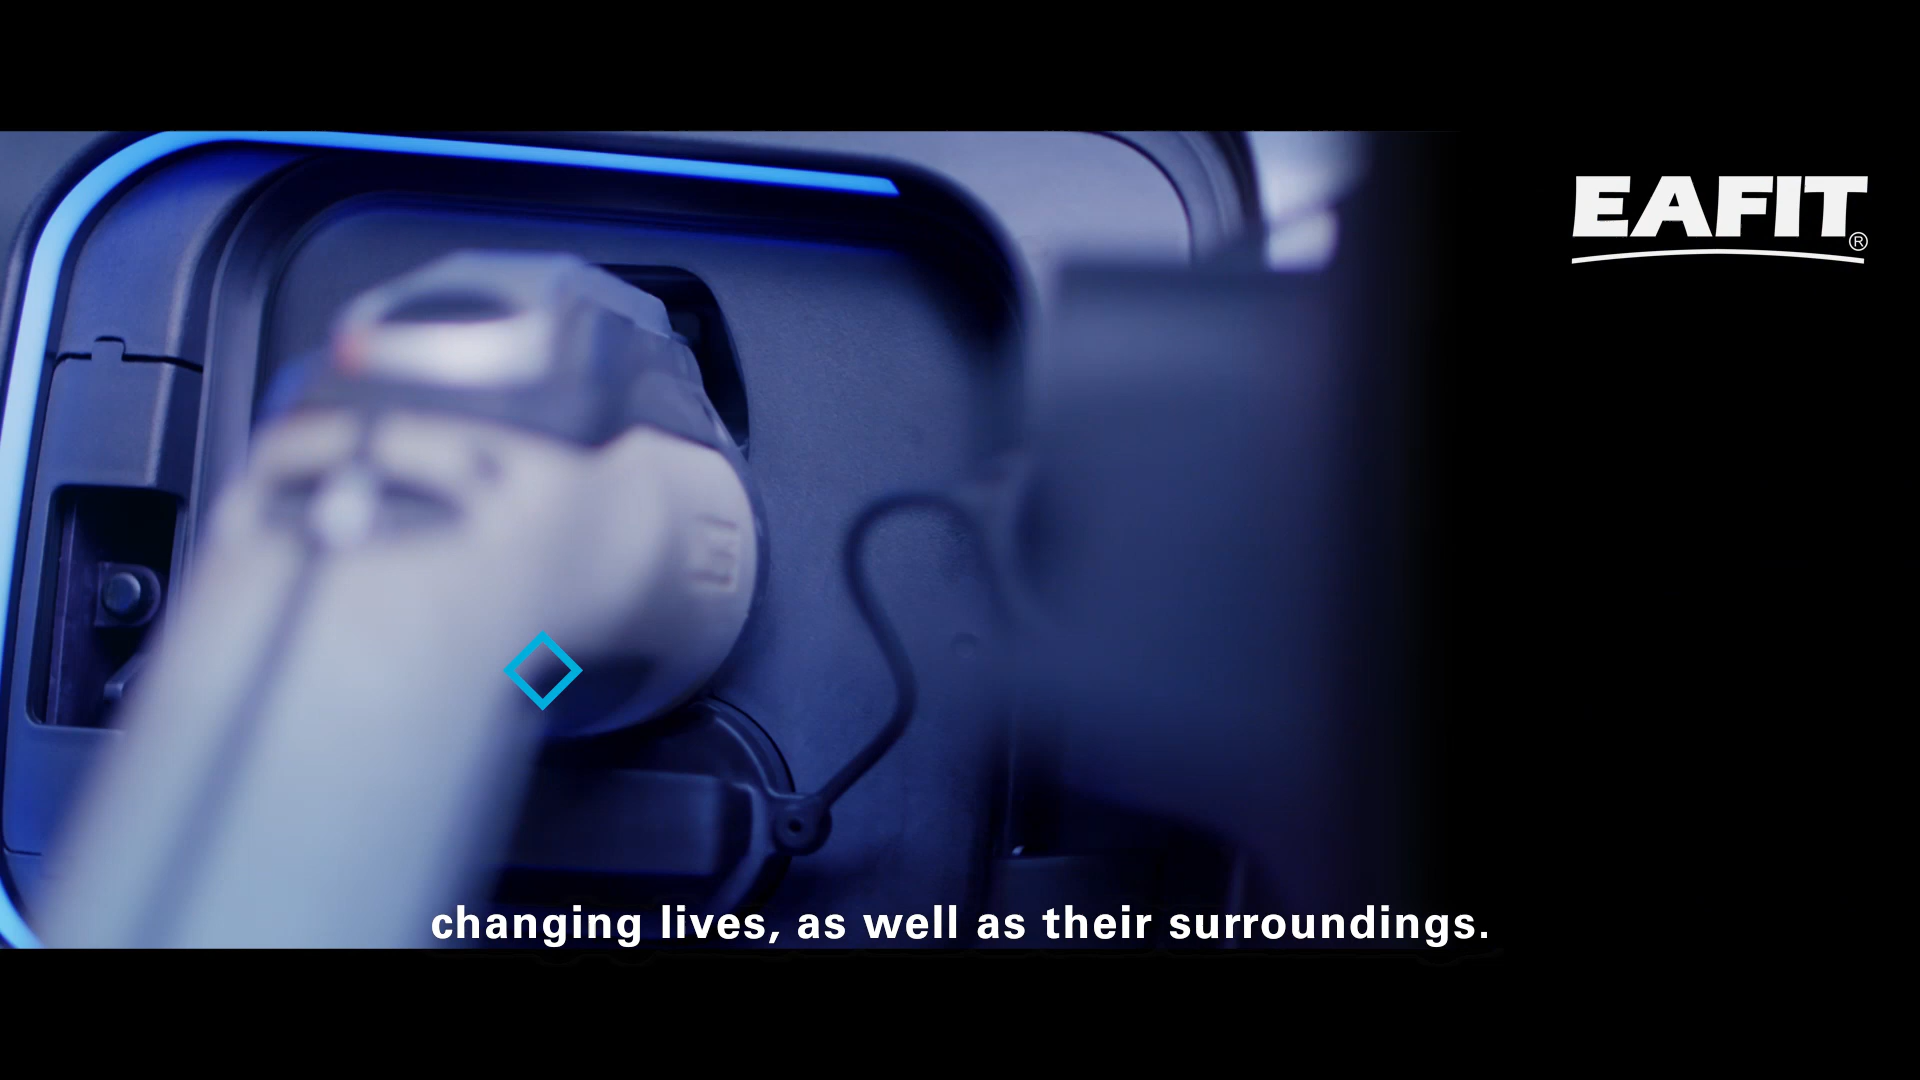 EAFIT®
changing lives, as well as their surroundings.